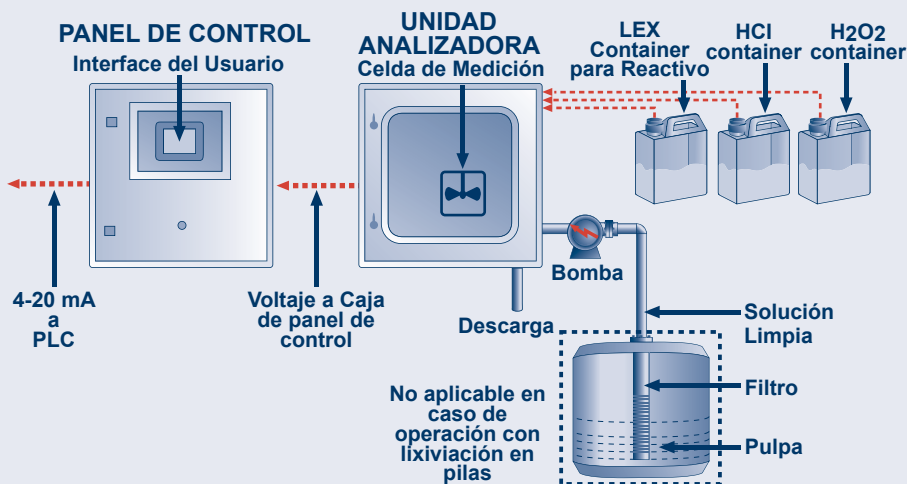 PANEL DE CONTROL
Interface del Usuario
UNIDAD
ANALIZADORA
Celda de Medición
LEX
Container
para Reactivo
HCI
container
H2O2
container
4-20 mA
a
PLC
Voltaje a Caja
de panel de
control
Descarga
Bomba
Solución
Limpia
Filtro
Pulpa
No aplicable en
caso de
operación con
lixiviación en
pilas